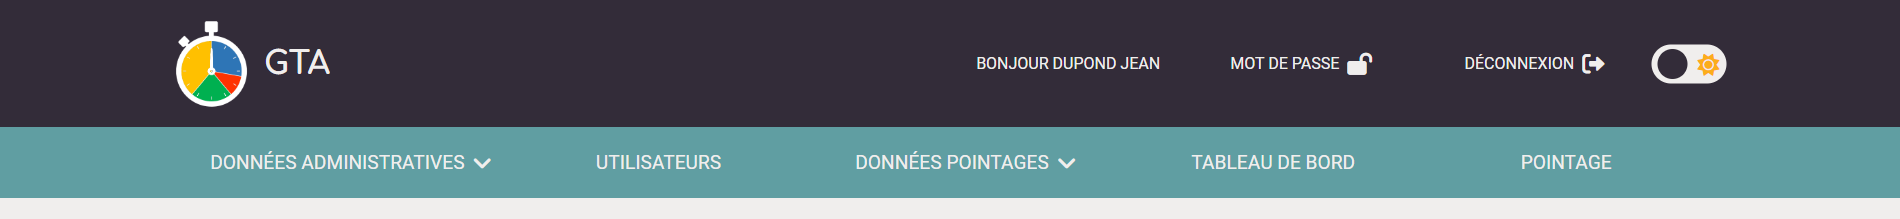 GTA
BONJOUR DUPOND JEAN
MOT DE PASSE
DÉCONNEXION
DONNÉES ADMINISTRATIVES
UTILISATEURS
DONNÉES POINTAGES
TABLEAU DE BORD
POINTAGE